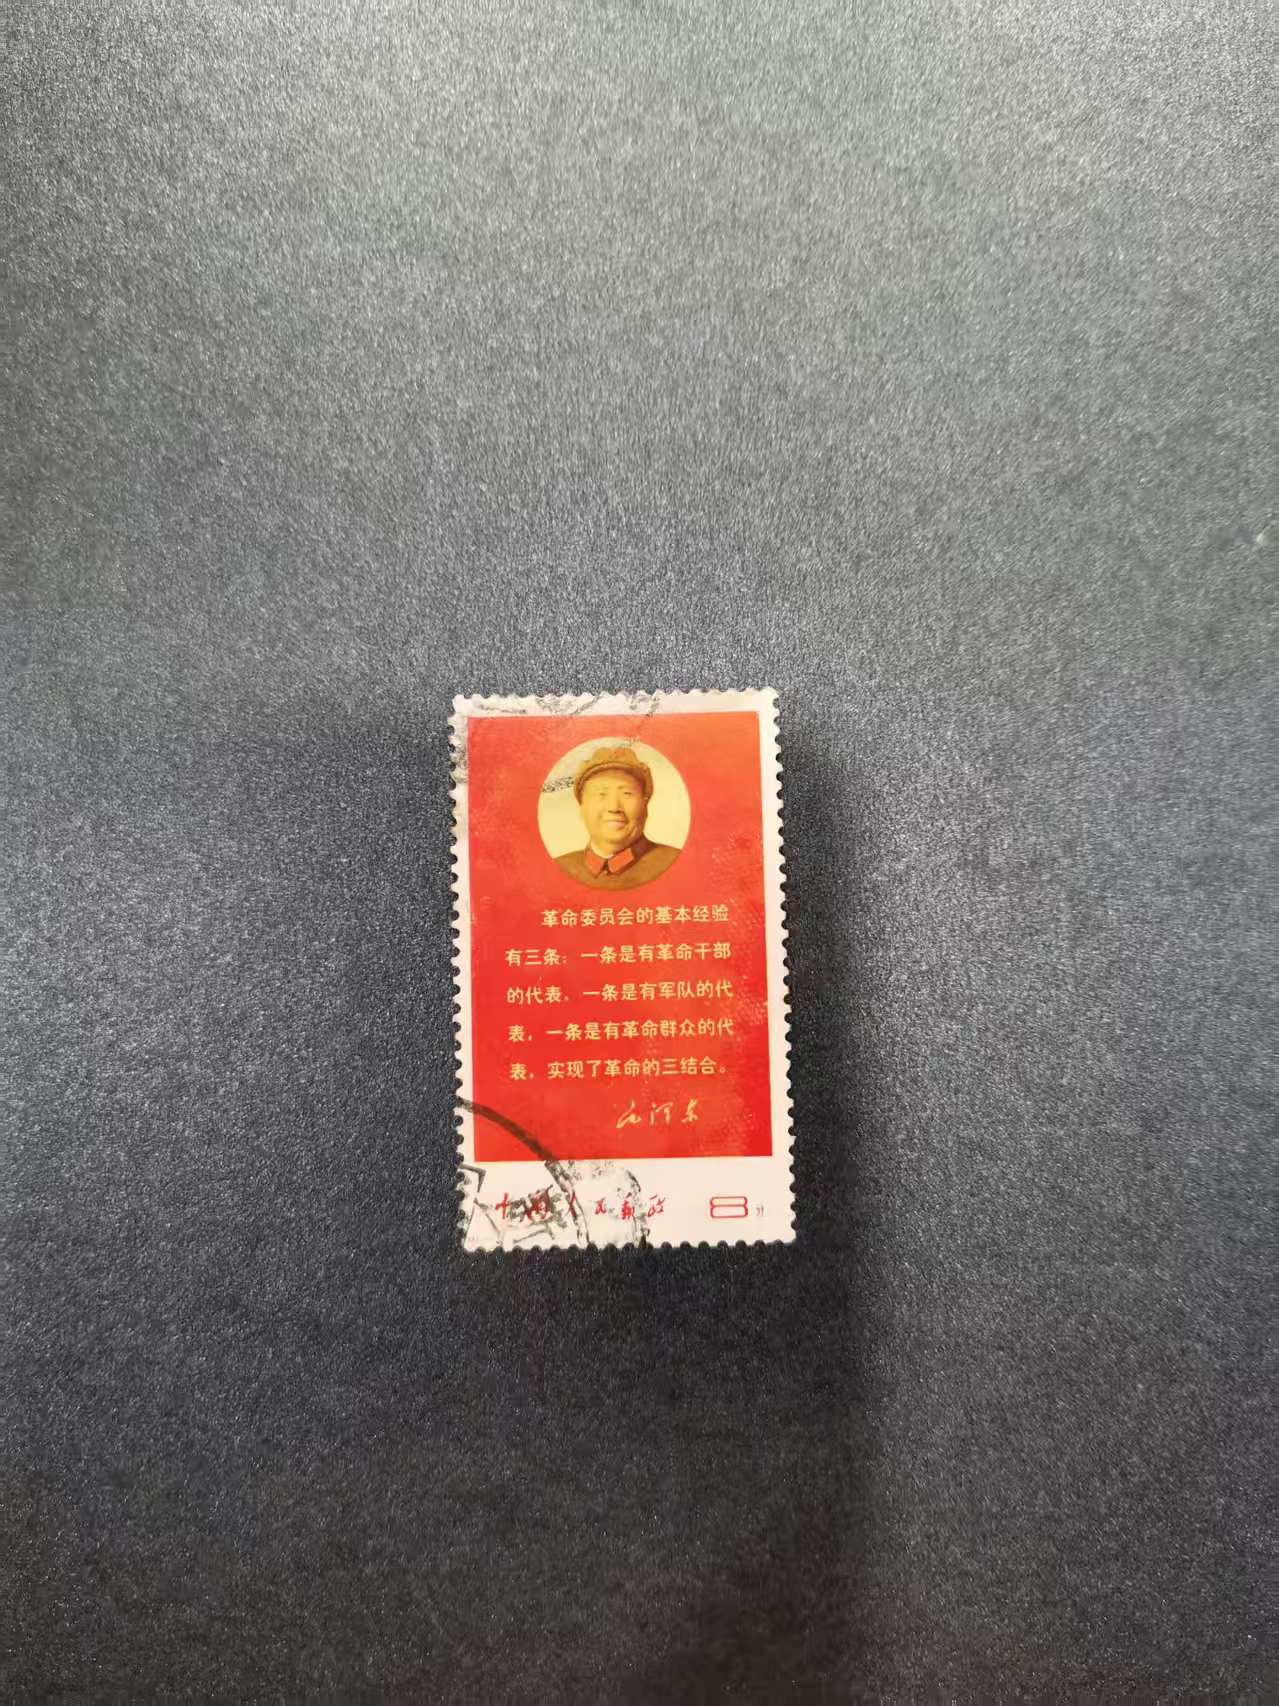 革命委员会的基本经验
有三条：一条是有革命干部
的代表，一条是有军队的代
表，一条是有革命群众的代
表，实现了革命的三结合。
毛泽东
中国人民邮政 8分